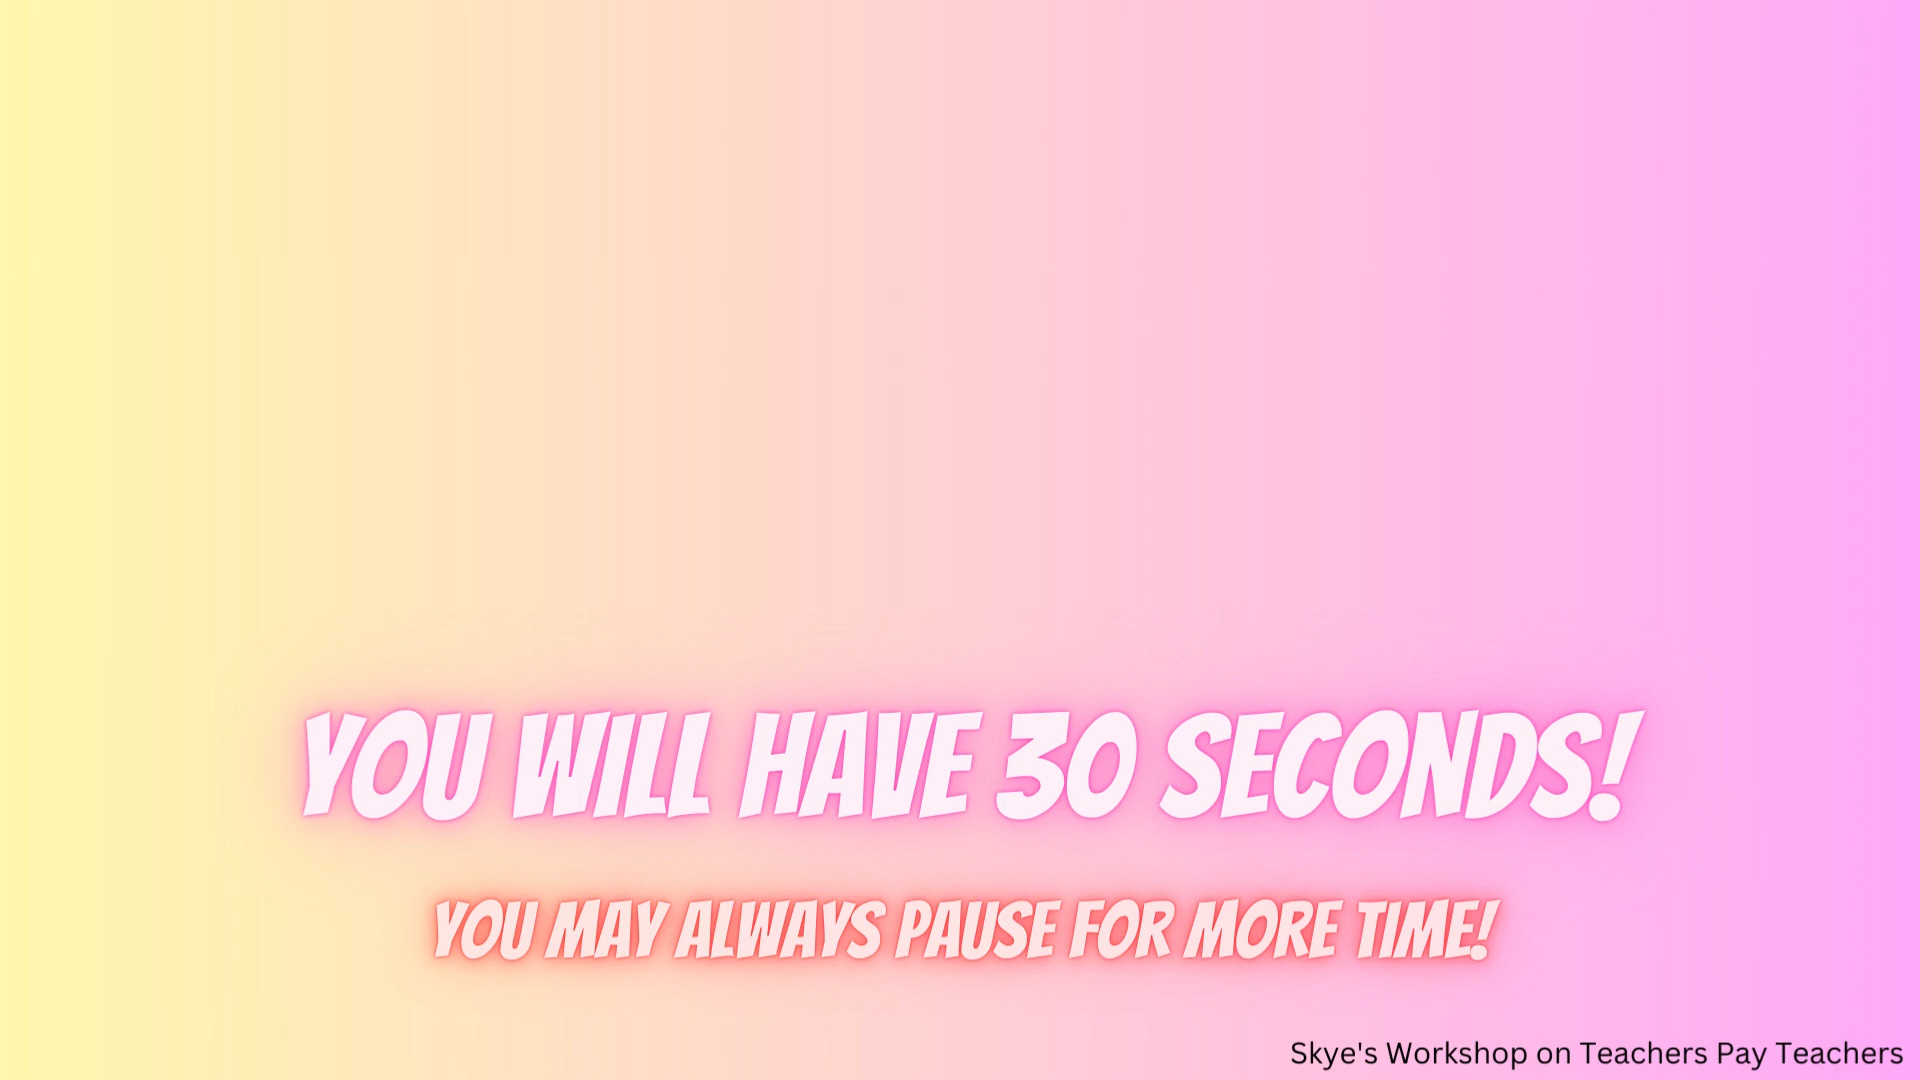 YOU WILL HAVE 30 SECONDS!
YOU MAY ALWAYS PAUSE FOR MORE TIME!
Skye's Workshop on Teachers Pay Teachers